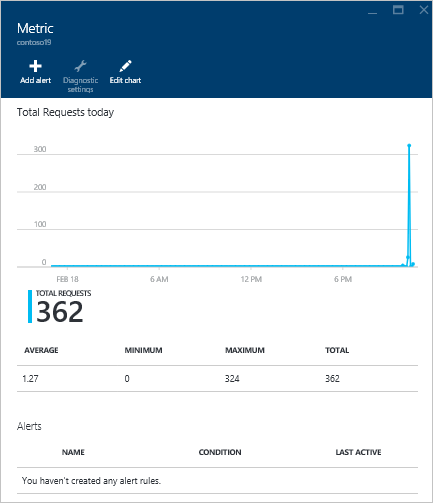 Metric
contoso19
Add alert
Diagnostic settings
Edit chart
Total Requests today
300
200
100
0
FEB 18 6 AM 12 PM 6 PM
TOTAL REQUESTS
362
AVERAGE MINIMUM MAXIMUM TOTAL
1.27 0 324 362
Alerts
NAME CONDITION LAST ACTIVE
You haven't created any alert rules.